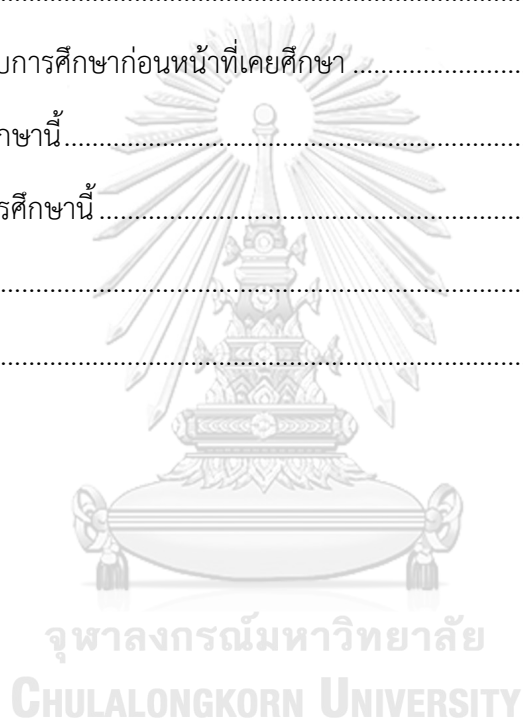 ................................................................
บการศึกษาก่อนหน้าที่เคยศึกษา ....................
กษานี้.......................................................
รศึกษานี้...................................................
................................................................
................................................................
จุฬาลงกรณ์มหาวิทยาลัย
CHULALONGKORN UNIVERSITY